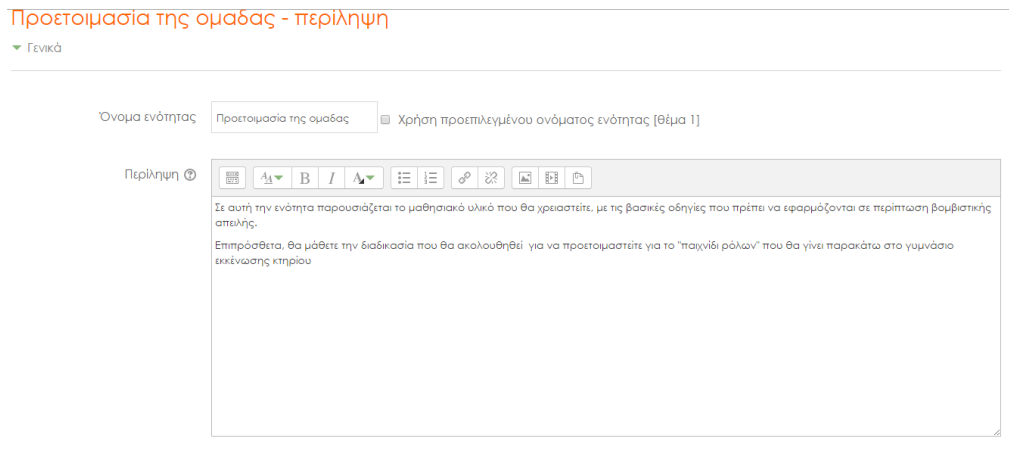 Προετοιμασία της ομαδας - περίληψη
Γενικά
Όνομα ενότητας
Προετοιμασία της ομαδας
Χρήση προεπιλεγμένου ονόματος ενότητας [θέμα 1]
Περίληψη
Σε αυτή την ενότητα παρουσιάζεται το μαθησιακό υλικό που θα χρειαστείτε, με τις βασικές οδηγίες που πρέπει να εφαρμόζονται σε περίπτωση βομβιστικής
απειλής.
Επιπρόσθετα, θα μάθετε την διαδικασία που θα ακολουθηθεί για να προετοιμαστείτε για το "παιχνίδι ρόλων" που θα γίνει παρακάτω στο γυμνάσιο
εκκένωσης κτηρίου